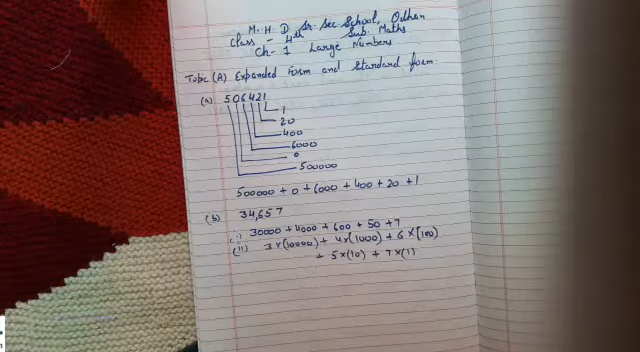 M. H. D Sr. Sec. School, Odhan
Class - 4th Sub. Maths
Ch- 1 Large Numbers
Topic (A) Expanded Form and Standard form.
(a) 506421
1
20
400
6000
0
500000
500000 + 0 + 6000 + 400 + 20 + 1
(b) 34,657
(i) 30000 + 4000 + 600 + 50 + 7
(ii) 3×(10000) + 4×(1000) + 6×(100)
+ 5×(10) + 7×(1)